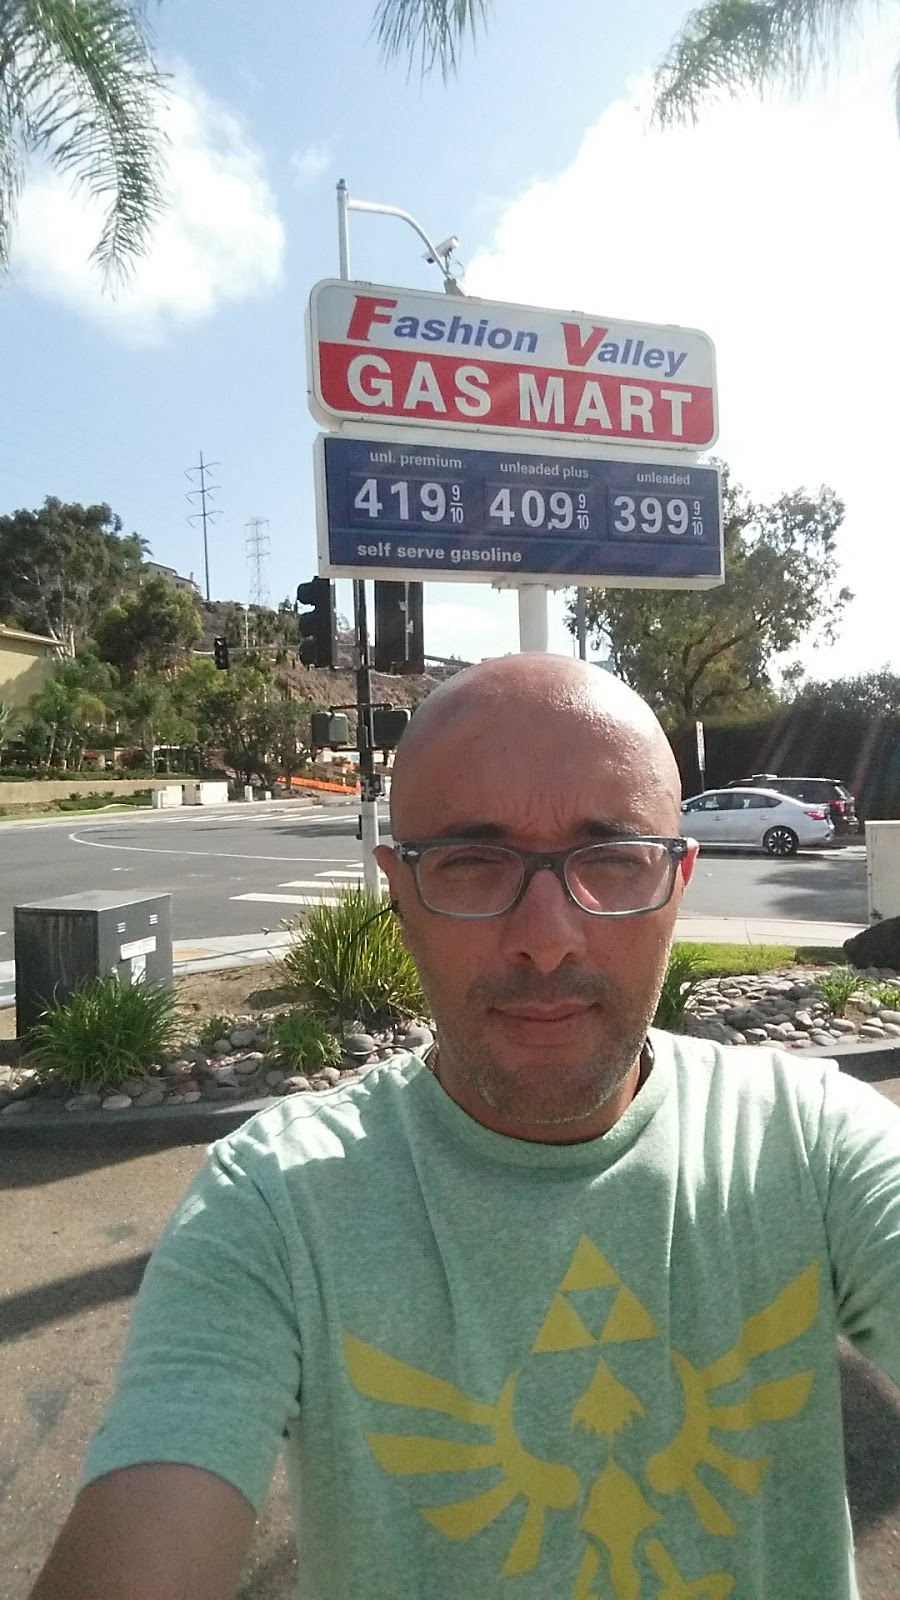 Fashion Valley
GAS MART
unl. premium unleaded plus unleaded
419 9/10 409 9/10 399 9/10
self serve gasoline